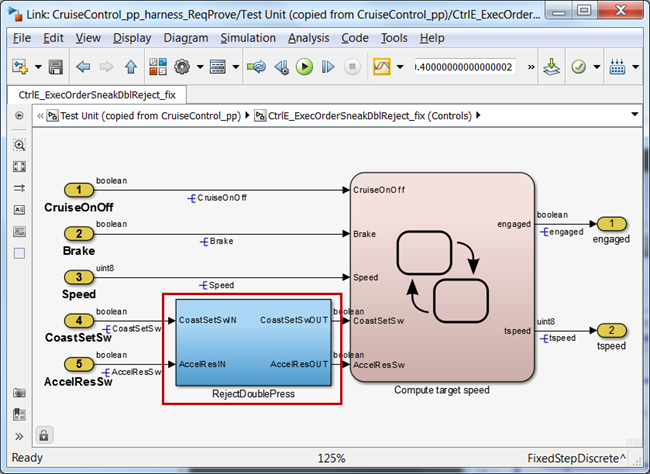 Link: CruiseControl_pp_harness_ReqProve/Test Unit (copied from CruiseControl_pp)/CtrlE_ExecOrder...
File Edit View Display Diagram Simulation Analysis Code Tools Help
).4000000000000002 »
CtrlE_ExecOrderSneakDblReject_fix
« Test Unit (copied from CruiseControl_pp) CtrlE_ExecOrderSneakDblReject_fix (Controls)
boolean
1
CruiseOnOff
CruiseOnOff
CruiseOnOff
boolean
2
Brake
Brake
Brake
uint8
3
Speed
Speed
Speed
boolean
4
CoastSetSw
CoastSetSw
CoastSetSwIN
CoastSetSwOUT
boolean
CoastSetSw
boolean
5
AccelResSw
AccelResSw
AccelResIN
AccelResOUT
boolean
AccelResSw
RejectDoublePress
Compute target speed
engaged
boolean
engaged
1
engaged
tspeed
uint8
tspeed
2
tspeed
»
Ready 125% FixedStepDiscrete^